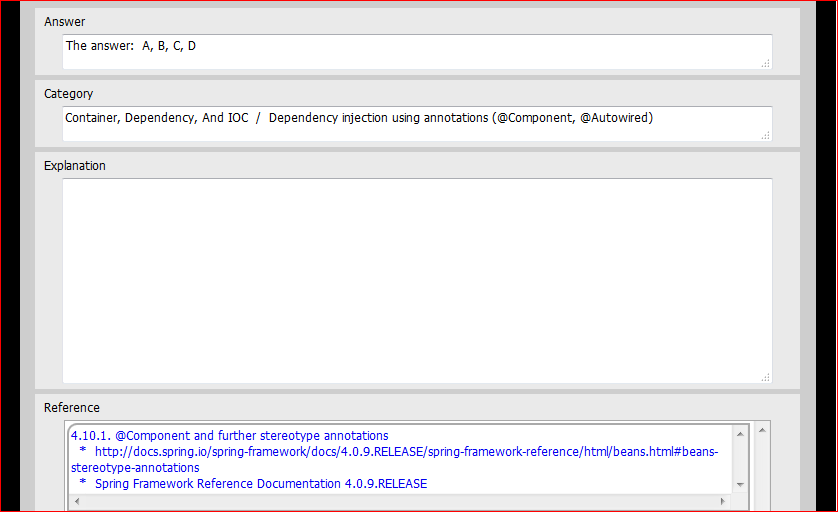 Answer
The answer:  A, B, C, D
Category
Container, Dependency, And IOC  /  Dependency injection using annotations (@Component, @Autowired)
Explanation
Reference
4.10.1. @Component and further stereotype annotations
*  http://docs.spring.io/spring-framework/docs/4.0.9.RELEASE/spring-framework-reference/html/beans.html#beans-
stereotype-annotations
*  Spring Framework Reference Documentation 4.0.9.RELEASE